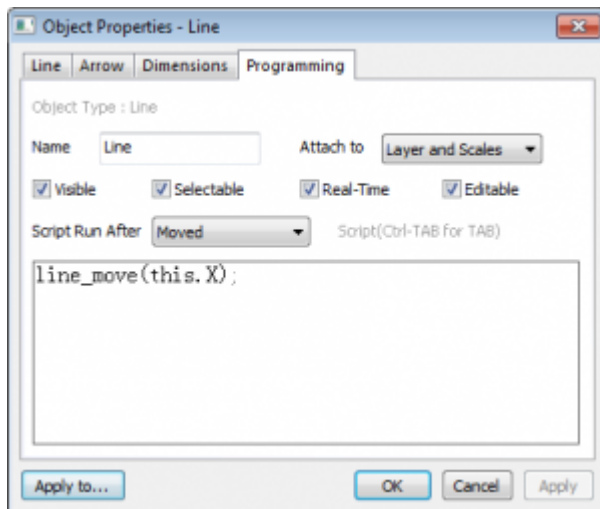 Object Properties - Line
Line Arrow Dimensions Programming
Object Type : Line
Name Line Attach to Layer and Scales
Visible Selectable Real-Time Editable
Script Run After Moved Script(Ctrl-TAB for TAB)
line_move(this.X);
Apply to... OK Cancel Apply